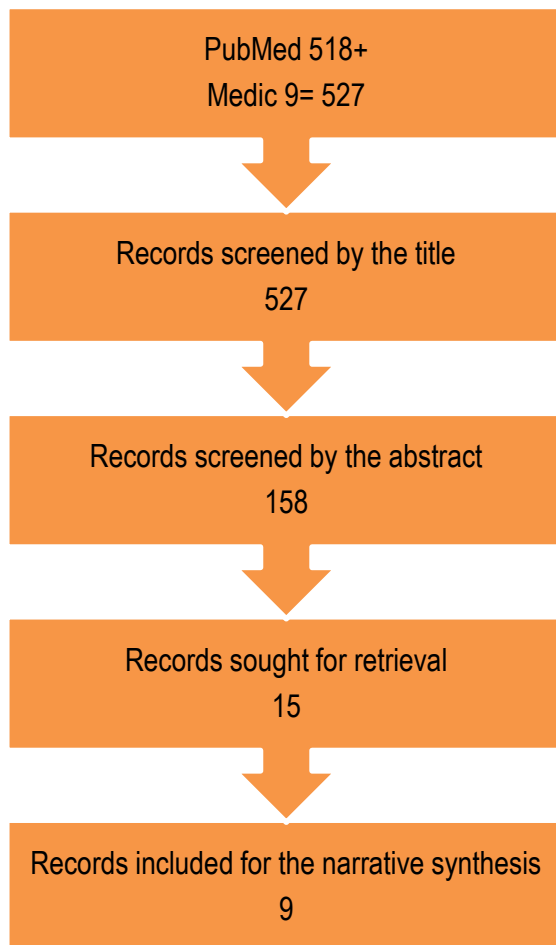 PubMed 518+
Medic 9= 527
Records screened by the title
527
Records screened by the abstract
158
Records sought for retrieval
15
Records included for the narrative synthesis
9